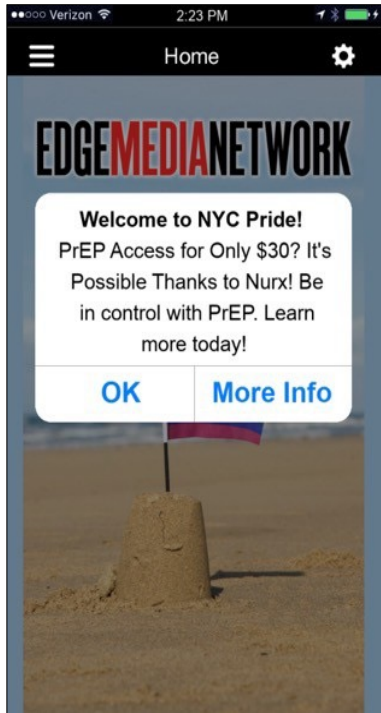 Verizon 2:23 PM
Home
EDGEMEDIANETWORK
Welcome to NYC Pride!
PrEP Access for Only $30? It's
Possible Thanks to Nurx! Be
in control with PrEP. Learn
more today!
OK More Info